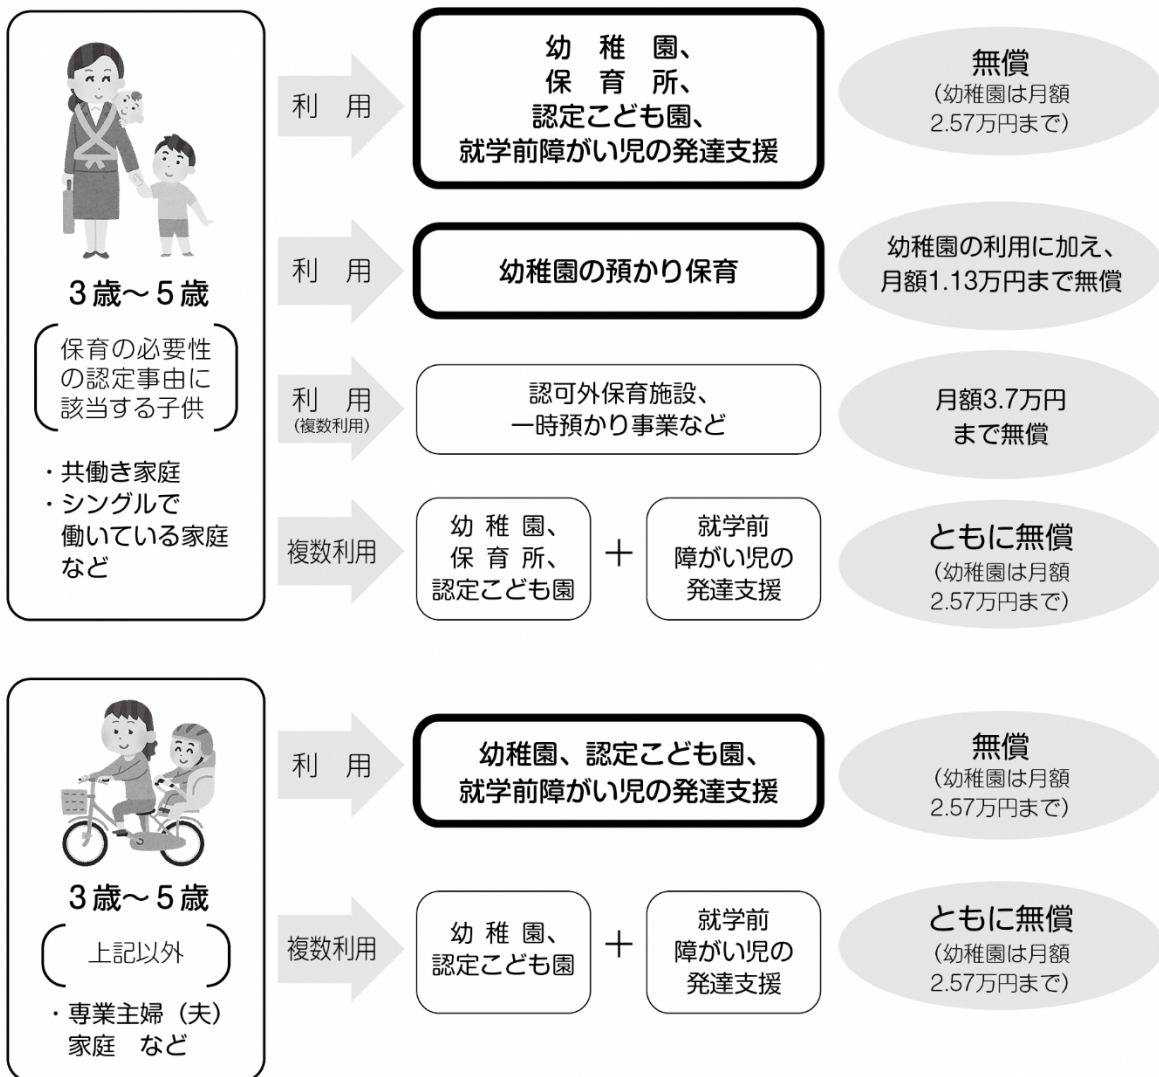 3歳～5歳
保育の必要性
の認定事由に
該当する子供
・共働き家庭
・シングルで
働いている家庭
など
利 用
幼 稚 園、
保 育 所、
認定こども園、
就学前障がい児の発達支援
無償
（幼稚園は月額
2.57万円まで）
利 用
幼稚園の預かり保育
幼稚園の利用に加え、
月額1.13万円まで無償
利 用
（複数利用）
認可外保育施設、
一時預かり事業など
月額3.7万円
まで無償
複数利用
幼 稚 園、
保 育 所、
認定こども園
＋
就学前
障がい児の
発達支援
ともに無償
（幼稚園は月額
2.57万円まで）
3歳～5歳
上記以外
・専業主婦（夫）
家庭 など
利 用
幼稚園、認定こども園、
就学前障がい児の発達支援
無償
（幼稚園は月額
2.57万円まで）
複数利用
幼 稚 園、
認定こども園
＋
就学前
障がい児の
発達支援
ともに無償
（幼稚園は月額
2.57万円まで）